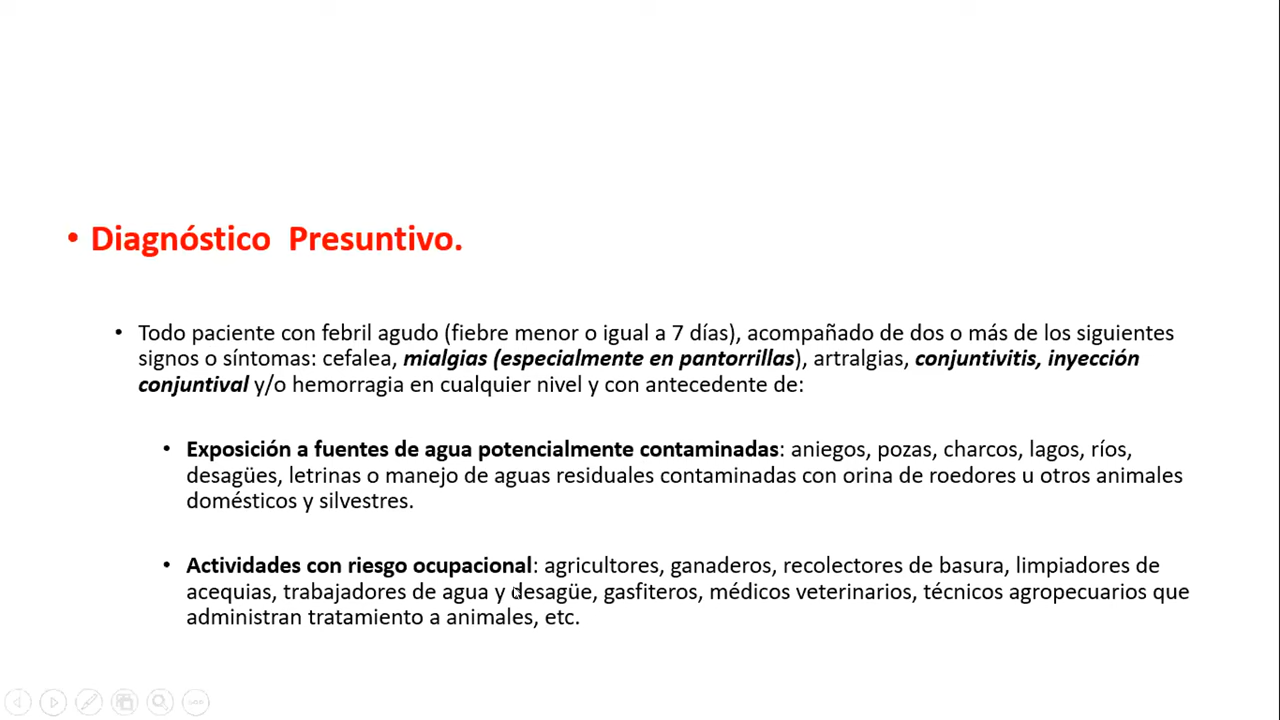 • Diagnóstico  Presuntivo.
• Todo paciente con febril agudo (fiebre menor o igual a 7 días), acompañado de dos o más de los siguientes
signos o síntomas: cefalea, mialgias (especialmente en pantorrillas), artralgias, conjuntivitis, inyección
conjuntival y/o hemorragia en cualquier nivel y con antecedente de:
• Exposición a fuentes de agua potencialmente contaminadas: aniegos, pozas, charcos, lagos, ríos,
desagües, letrinas o manejo de aguas residuales contaminadas con orina de roedores u otros animales
domésticos y silvestres.
• Actividades con riesgo ocupacional: agricultores, ganaderos, recolectores de basura, limpiadores de
acequias, trabajadores de agua y desagüe, gasfiteros, médicos veterinarios, técnicos agropecuarios que
administran tratamiento a animales, etc.